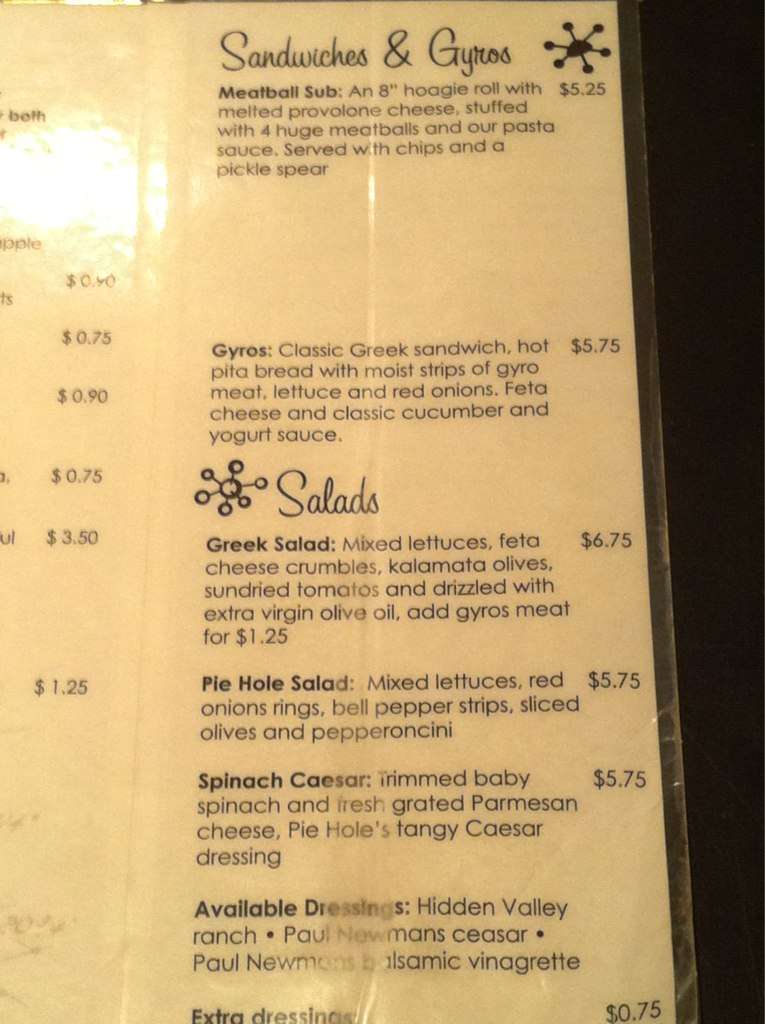 both
apple
$ 0.90
ts
$ 0.75
$ 0.90
$ 0.75
ul $ 3.50
$ 1.25
Sandwiches & Gyros
Meatball Sub: An 8" hoagie roll with $5.25
melted provolone cheese, stuffed
with 4 huge meatballs and our pasta
sauce. Served with chips and a
pickle spear
Gyros: Classic Greek sandwich, hot $5.75
pita bread with moist strips of gyro
meat, lettuce and red onions. Feta
cheese and classic cucumber and
yogurt sauce.
Salads
Greek Salad: Mixed lettuces, feta $6.75
cheese crumbles, kalamata olives,
sundried tomatos and drizzled with
extra virgin olive oil, add gyros meat
for $1.25
Pie Hole Salad: Mixed lettuces, red $5.75
onions rings, bell pepper strips, sliced
olives and pepperoncini
Spinach Caesar: Trimmed baby $5.75
spinach and fresh grated Parmesan
cheese, Pie Hole's tangy Caesar
dressing
Available Dressings: Hidden Valley
ranch • Paul Newmans ceasar •
Paul Newmans balsamic vinagrette
Extra dressings $0.75